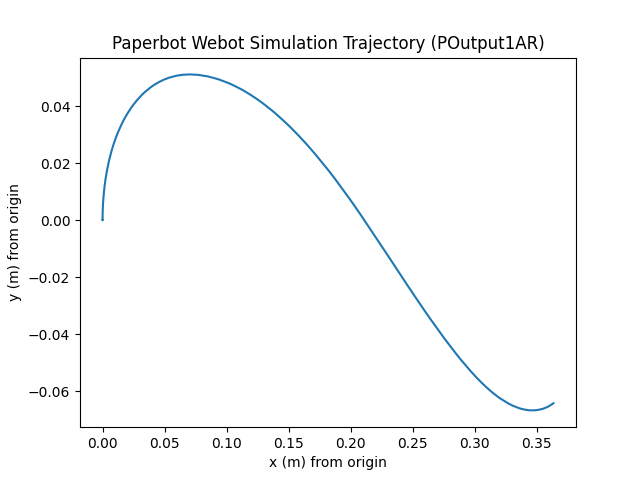 Paperbot Webot Simulation Trajectory (POutput1AR)
y (m) from origin
0.04
0.02
0.00
−0.02
−0.04
−0.06
0.00 0.05 0.10 0.15 0.20 0.25 0.30 0.35
x (m) from origin